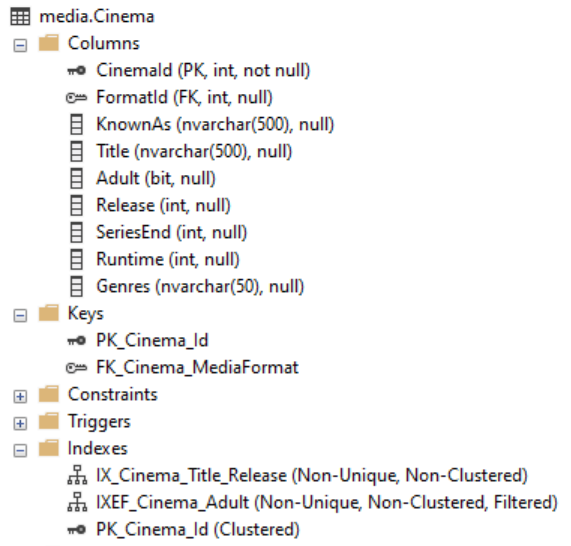 media.Cinema
Columns
CinemaId (PK, int, not null)
FormatId (FK, int, null)
KnownAs (nvarchar(500), null)
Title (nvarchar(500), null)
Adult (bit, null)
Release (int, null)
SeriesEnd (int, null)
Runtime (int, null)
Genres (nvarchar(50), null)
Keys
PK_Cinema_Id
FK_Cinema_MediaFormat
Constraints
Triggers
Indexes
IX_Cinema_Title_Release (Non-Unique, Non-Clustered)
IXEF_Cinema_Adult (Non-Unique, Non-Clustered, Filtered)
PK_Cinema_Id (Clustered)